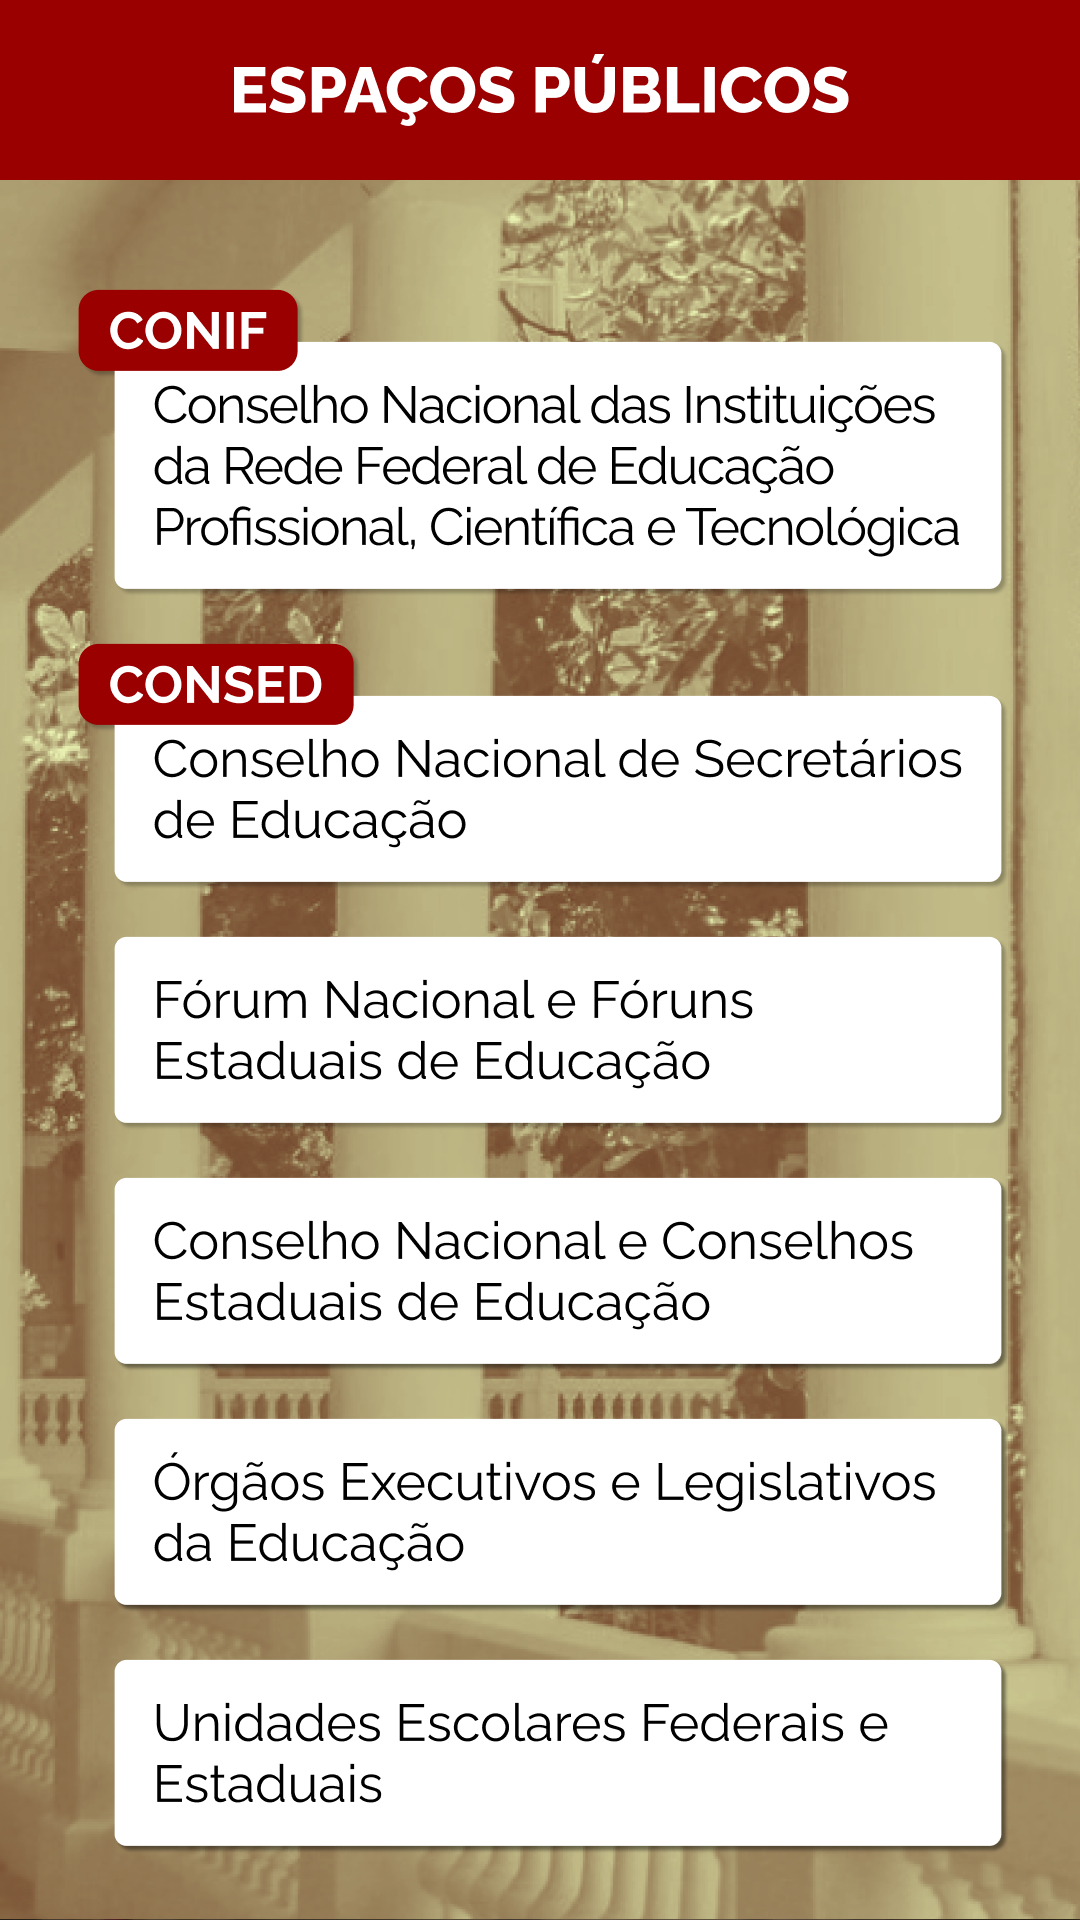 ESPAÇOS PÚBLICOS
CONIF
Conselho Nacional das Instituições
da Rede Federal de Educação
Profissional, Científica e Tecnológica
CONSED
Conselho Nacional de Secretários
de Educação
Fórum Nacional e Fóruns
Estaduais de Educação
Conselho Nacional e Conselhos
Estaduais de Educação
Órgãos Executivos e Legislativos
da Educação
Unidades Escolares Federais e
Estaduais